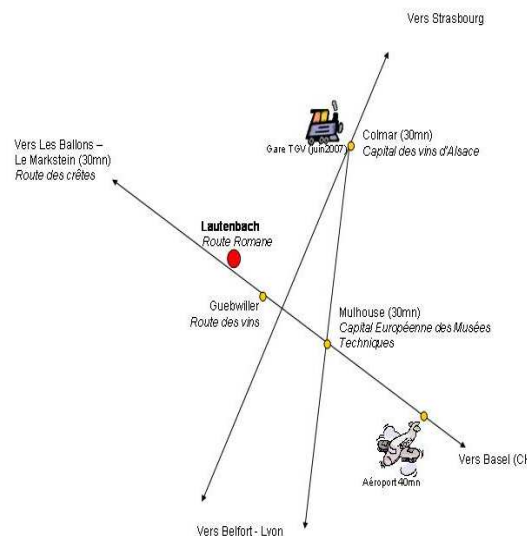 Vers Strasbourg
Colmar (30mn)
Capital des vins d'Alsace
Gare TGV (juin2007)
Vers Les Ballons –
Le Markstein (30mn)
Route des crêtes
Lautenbach
Route Romane
Guebwiller
Route des vins
Mulhouse (30mn)
Capital Européenne des Musées
Techniques
Vers Basel (CH
Aéroport 40mn
Vers Belfort - Lyon